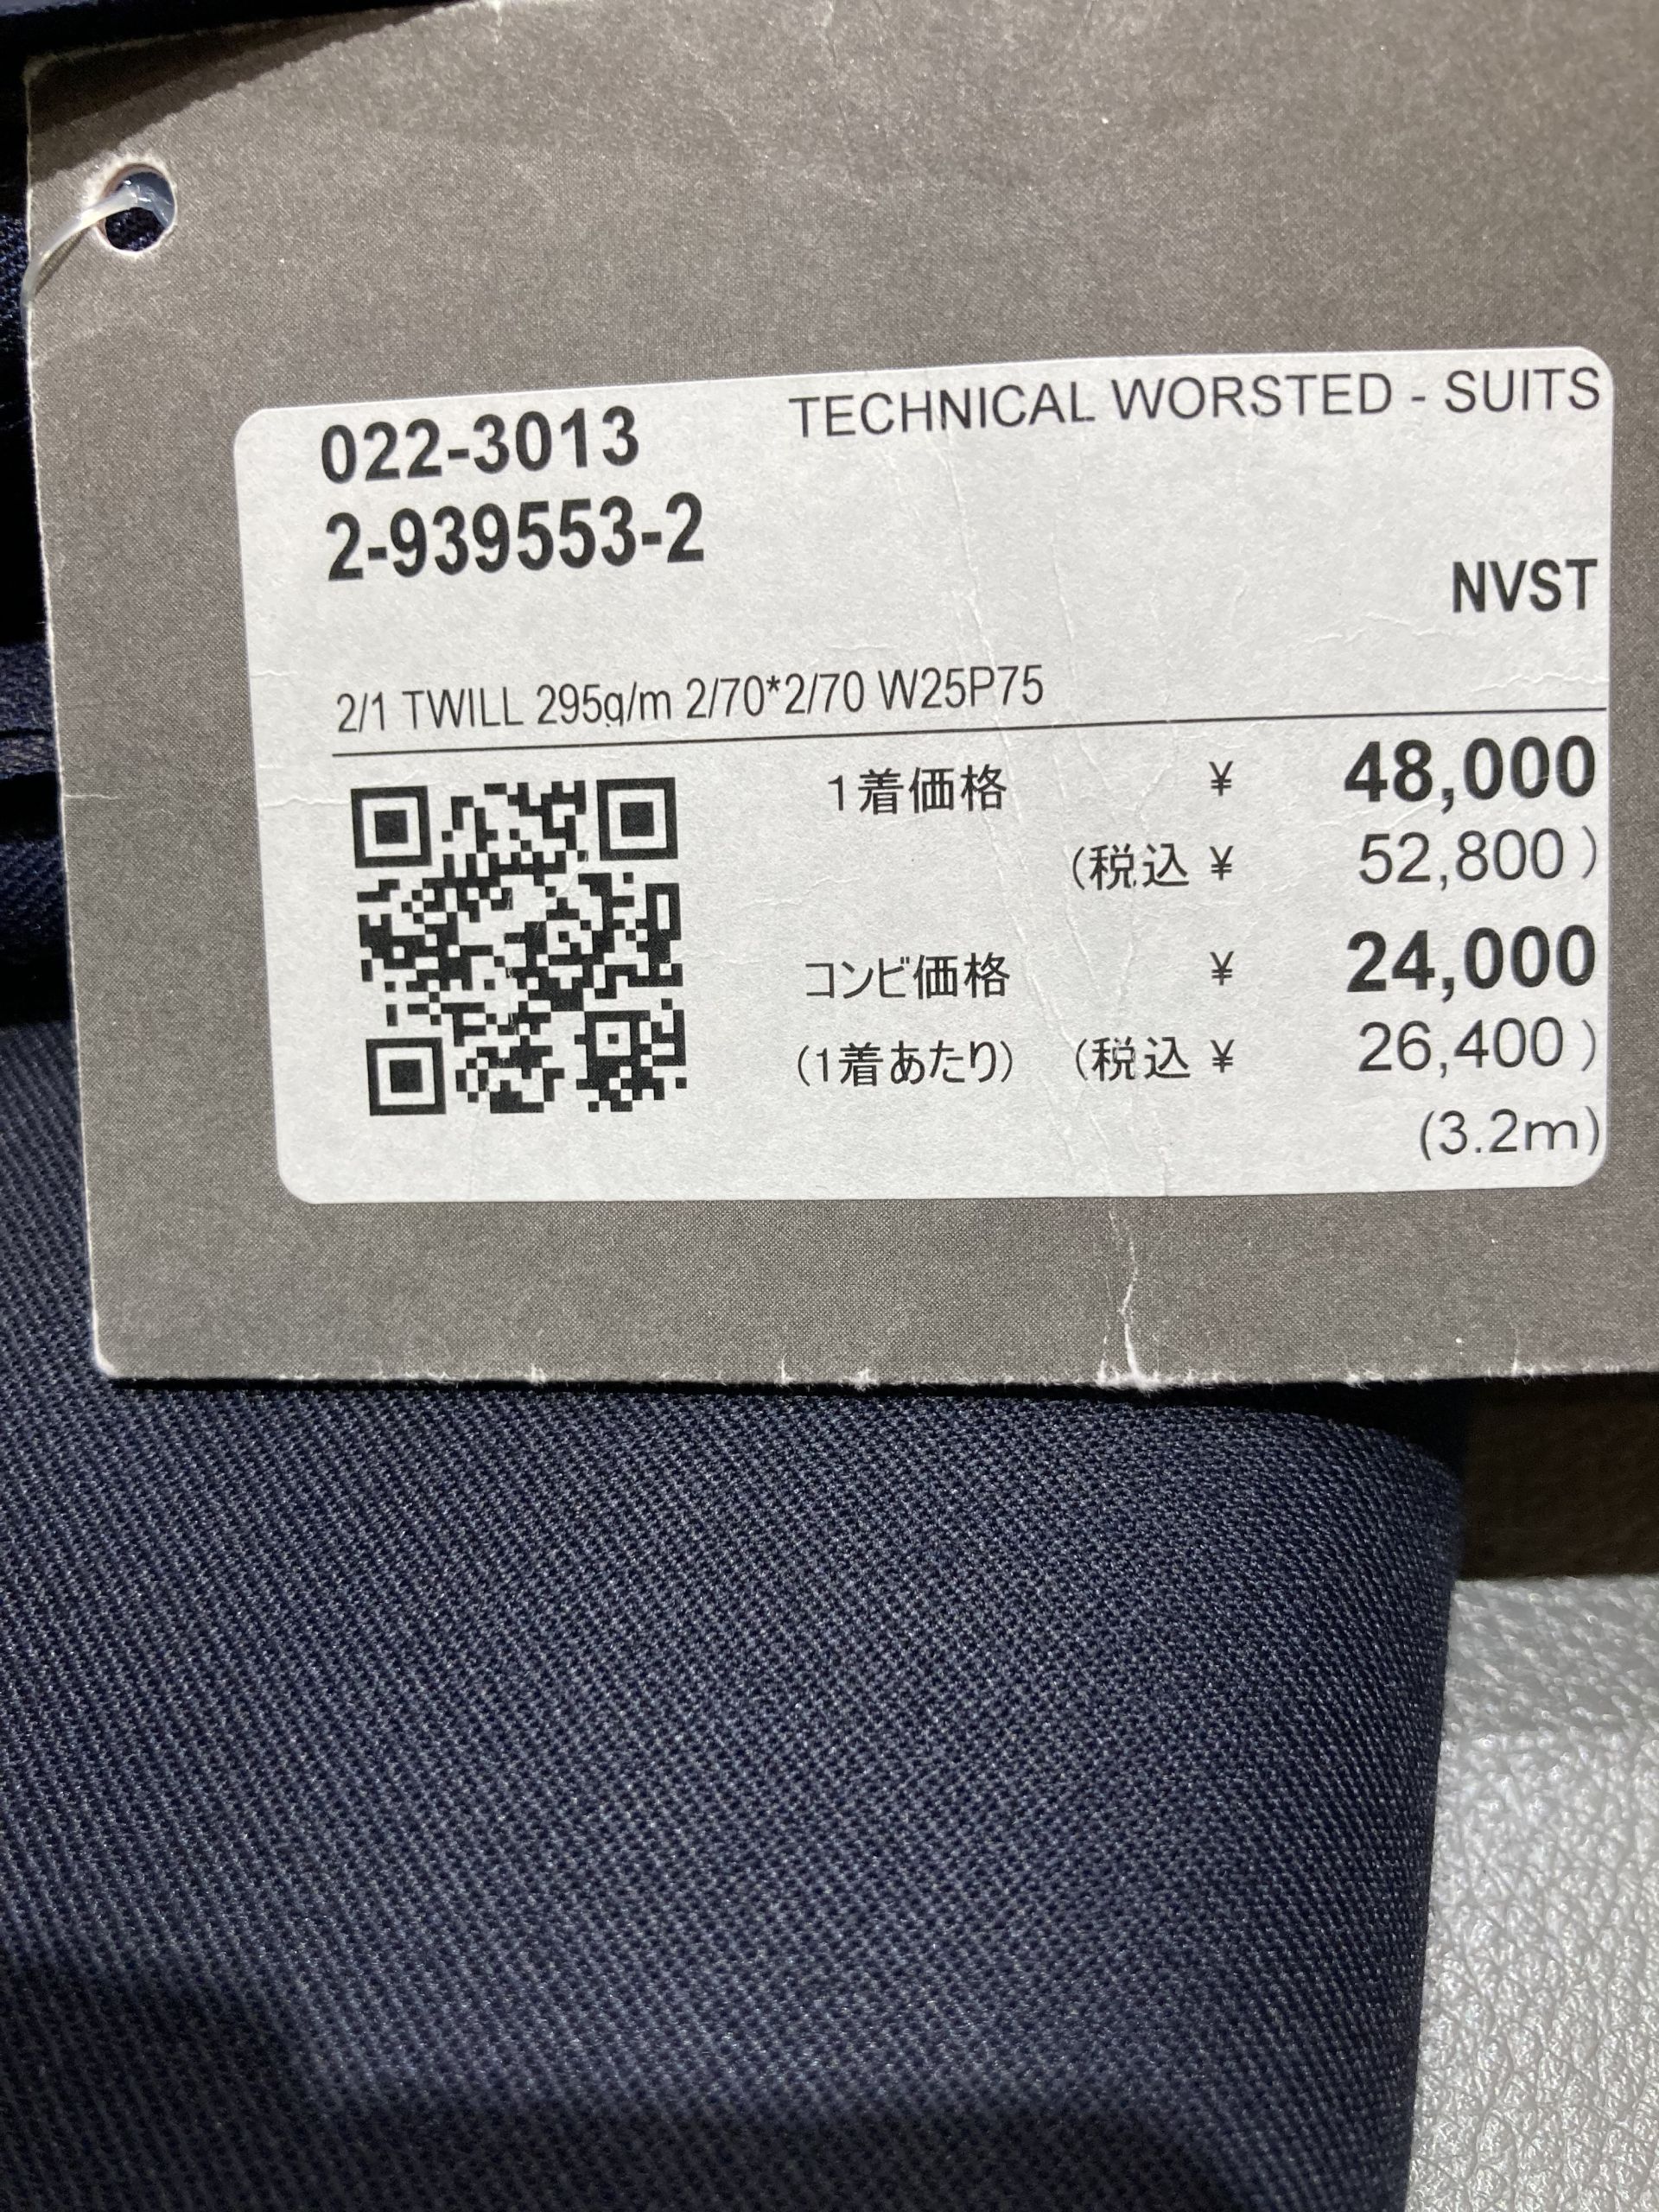 022-3013 TECHNICAL WORSTED - SUITS
2-939553-2
NVST
2/1 TWILL 295g/m 2/70*2/70 W25P75
1着価格 ¥ 48,000
(税込 ¥ 52,800)
コンビ価格 ¥ 24,000
(1着あたり) (税込 ¥ 26,400)
(3.2m)